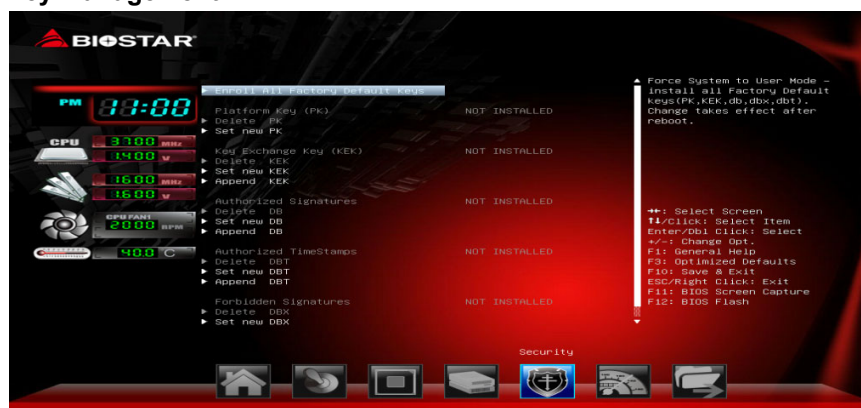 BIOSTAR
PM 11:00
CPU 3700 MHz
1.400 V
1600 MHz
1.600 V
CPU FAN1
2000 RPM
40.0 C
▶ Enroll All Factory Default Keys
Platform Key (PK) NOT INSTALLED
▶ Delete PK
▶ Set new PK
Key Exchange Key (KEK) NOT INSTALLED
▶ Delete KEK
▶ Set new KEK
▶ Append KEK
Authorized Signatures NOT INSTALLED
▶ Delete DB
▶ Set new DB
▶ Append DB
Authorized TimeStamps NOT INSTALLED
▶ Delete DBT
▶ Set new DBT
▶ Append DBT
Forbidden Signatures NOT INSTALLED
▶ Delete DBX
▶ Set new DBX
Force System to User Mode -
install all Factory Default
keys(PK,KEK,db,dbx,dbt).
Change takes effect after
reboot.
→←: Select Screen
↑↓/Click: Select Item
Enter/Dbl Click: Select
+/-: Change Opt.
F1: General Help
F3: Optimized Defaults
F10: Save & Exit
ESC/Right Click: Exit
F11: BIOS Screen Capture
F12: BIOS Flash
Security